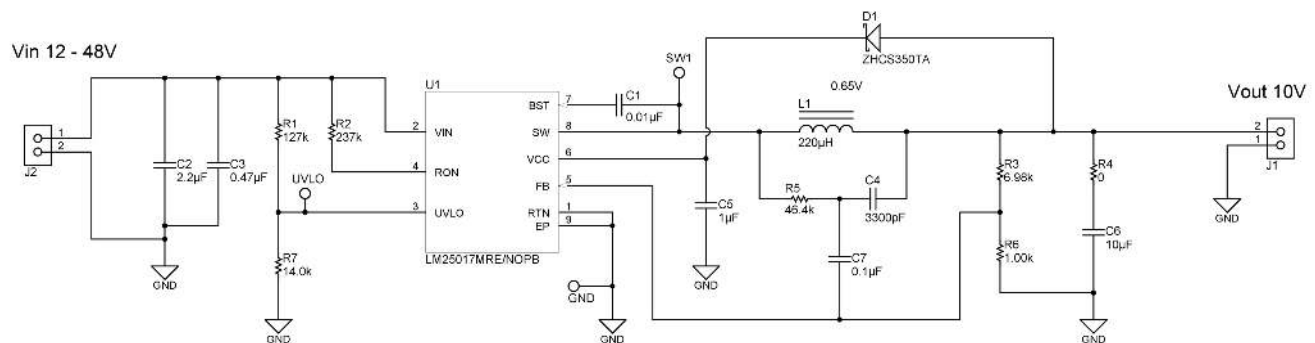 Vin 12 - 48V
J2
1
2
C2
2.2µF
C3
0.47µF
R1
127k
R2
237k
UVLO
R7
14.0k
GND
GND
U1
2
VIN
4
RON
3
UVLO
BST
7
SW
8
VCC
6
FB
5
RTN
1
EP
9
LM25017MRE/NOPB
GND
GND
C1
0.01µF
SW1
D1
ZHCS350TA
0.65V
L1
220µH
C5
1µF
GND
R5
46.4k
C4
3300pF
C7
0.1µF
R3
6.98k
R6
1.00k
R4
0
C6
10µF
GND
Vout 10V
2
1
J1
GND